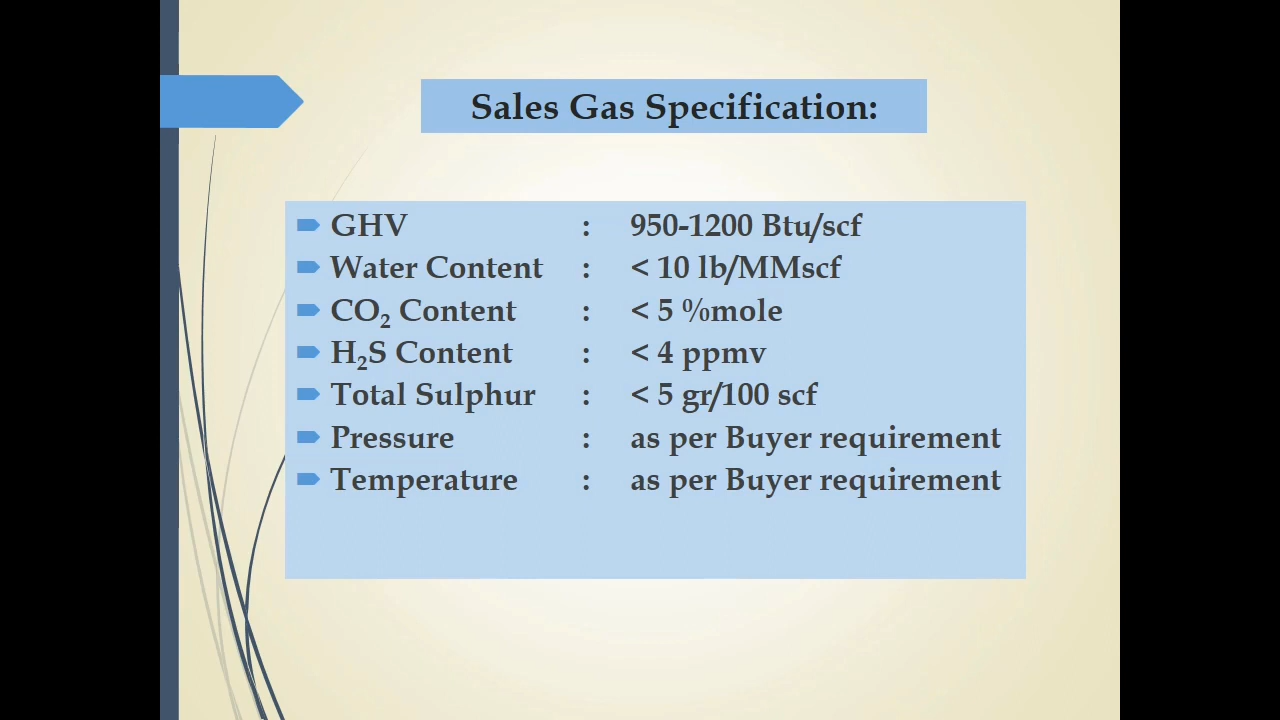 Sales Gas Specification:
GHV : 950-1200 Btu/scf
Water Content : < 10 lb/MMscf
CO₂ Content : < 5 %mole
H₂S Content : < 4 ppmv
Total Sulphur : < 5 gr/100 scf
Pressure : as per Buyer requirement
Temperature : as per Buyer requirement